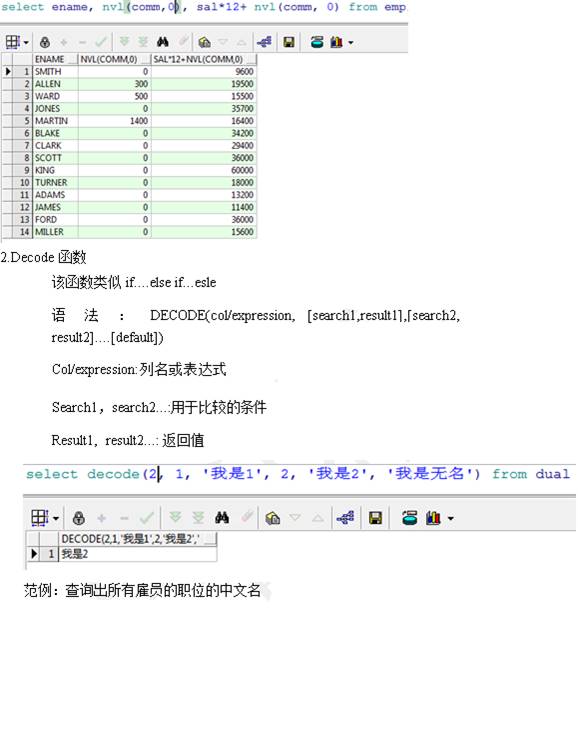 select ename, nvl(comm,0), sal*12+ nvl(comm, 0) from emp
ENAME NVL(COMM,0) SAL*12+NVL(COMM,0)
1 SMITH 0 9600
2 ALLEN 300 19500
3 WARD 500 15500
4 JONES 0 35700
5 MARTIN 1400 16400
6 BLAKE 0 34200
7 CLARK 0 29400
8 SCOTT 0 36000
9 KING 0 60000
10 TURNER 0 18000
11 ADAMS 0 13200
12 JAMES 0 11400
13 FORD 0 36000
14 MILLER 0 15600
2.Decode 函数
该函数类似 if....else if...esle
语法：DECODE(col/expression, [search1,result1],[search2,
result2]....[default])
Col/expression:列名或表达式
Search1，search2...:用于比较的条件
Result1, result2...: 返回值
select decode(2, 1, '我是1', 2, '我是2', '我是无名') from dual
DECODE(2,1,'我是1',2,'我是2','
1 我是2
范例：查询出所有雇员的职位的中文名